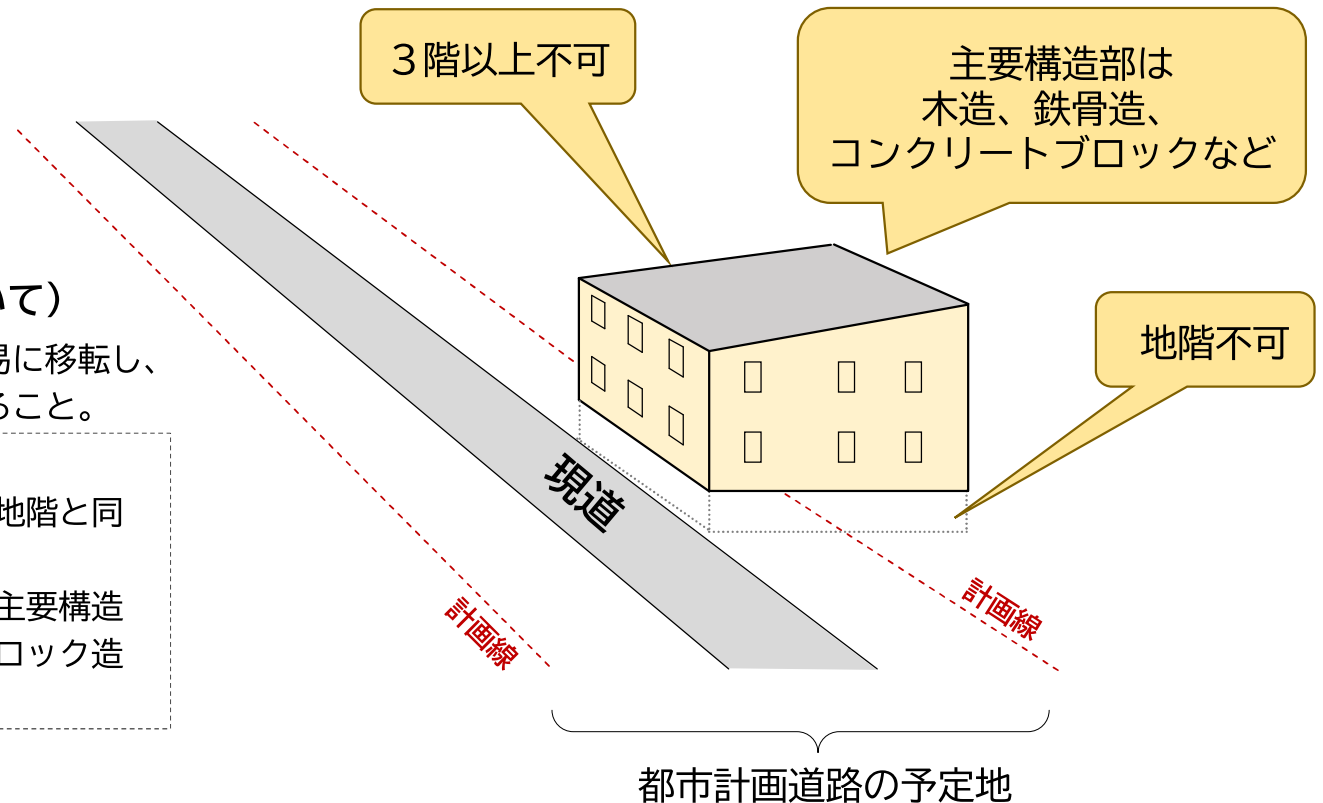 ３階以上不可
主要構造部は
木造、鉄骨造、
コンクリートブロックなど
地階不可
いて）
易に移転し、
ること。
地階と同
主要構造
ロック造
現道
計画線
計画線
都市計画道路の予定地